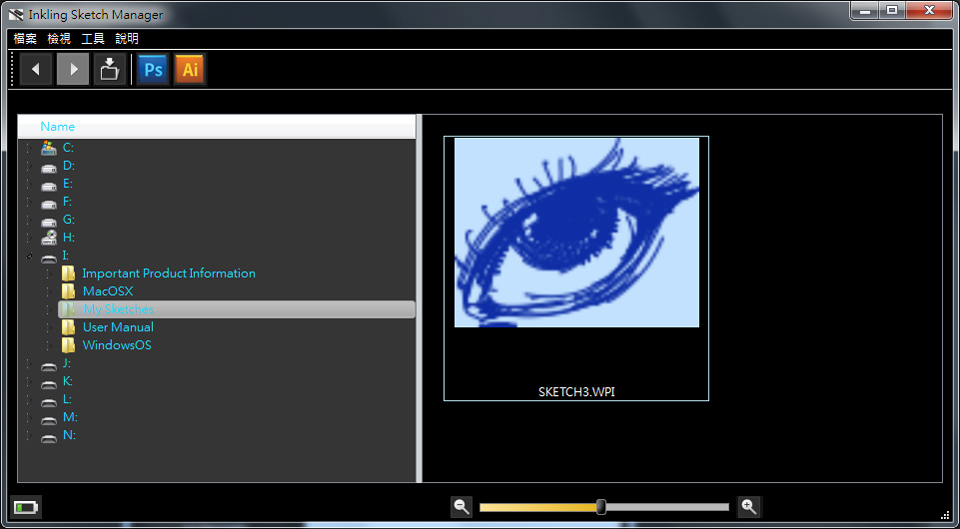 Inkling Sketch Manager
檔案 檢視 工具 說明
Ps Ai
Name
C:
D:
E:
F:
G:
H:
I:
Important Product Information
MacOSX
My Sketches
User Manual
WindowsOS
J:
K:
L:
M:
N:
SKETCH3.WPI